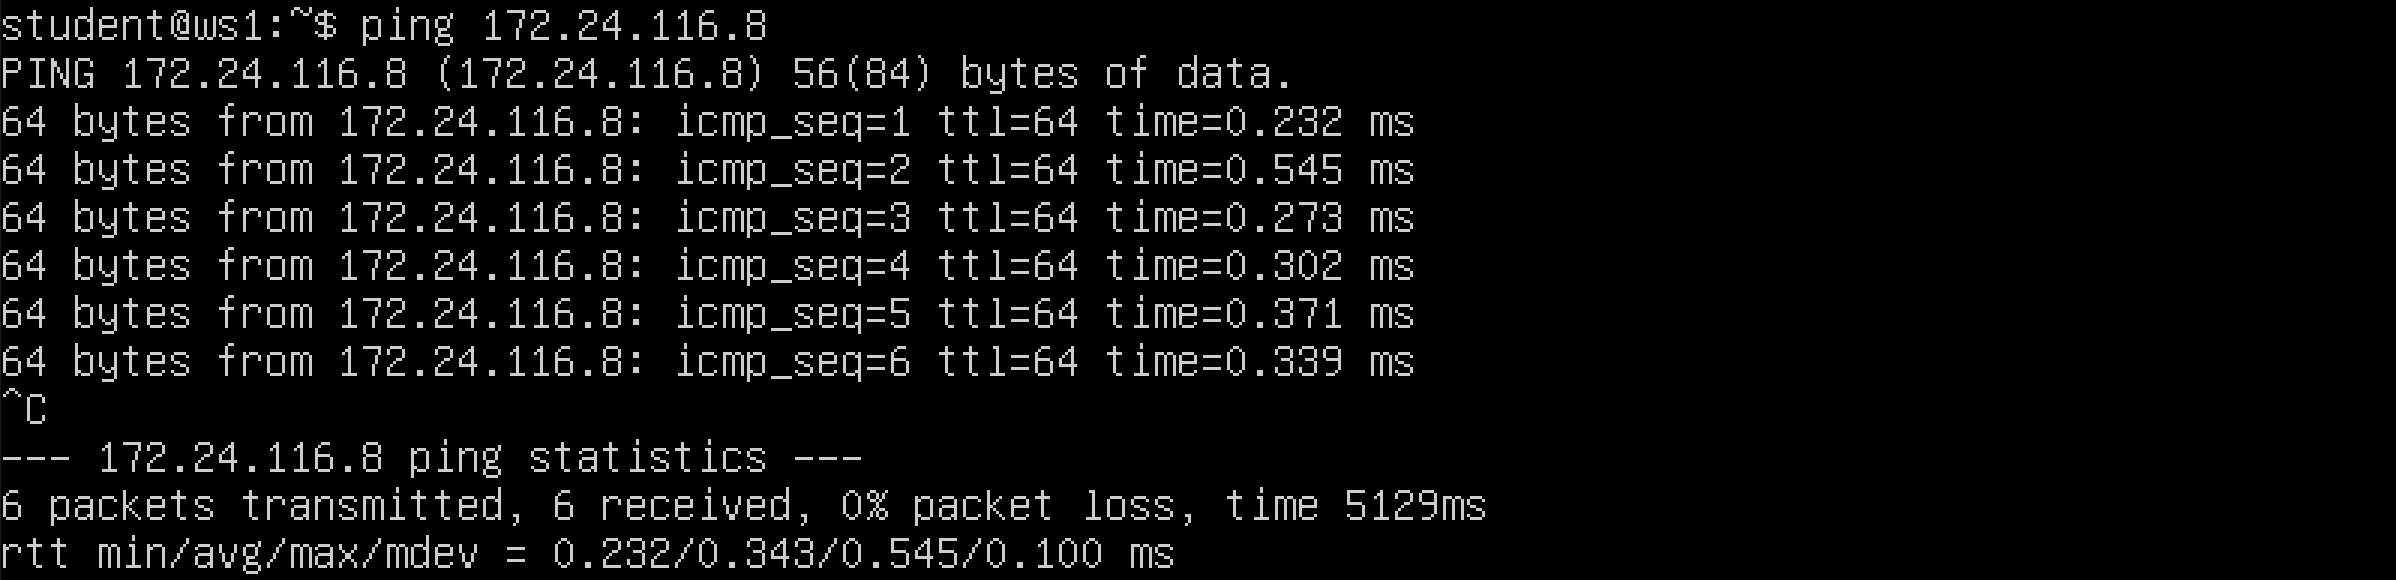 student@ws1:~$ ping 172.24.116.8
PING 172.24.116.8 (172.24.116.8) 56(84) bytes of data.
64 bytes from 172.24.116.8: icmp_seq=1 ttl=64 time=0.232 ms
64 bytes from 172.24.116.8: icmp_seq=2 ttl=64 time=0.545 ms
64 bytes from 172.24.116.8: icmp_seq=3 ttl=64 time=0.273 ms
64 bytes from 172.24.116.8: icmp_seq=4 ttl=64 time=0.302 ms
64 bytes from 172.24.116.8: icmp_seq=5 ttl=64 time=0.371 ms
64 bytes from 172.24.116.8: icmp_seq=6 ttl=64 time=0.339 ms
^C
--- 172.24.116.8 ping statistics ---
6 packets transmitted, 6 received, 0% packet loss, time 5129ms
rtt min/avg/max/mdev = 0.232/0.343/0.545/0.100 ms